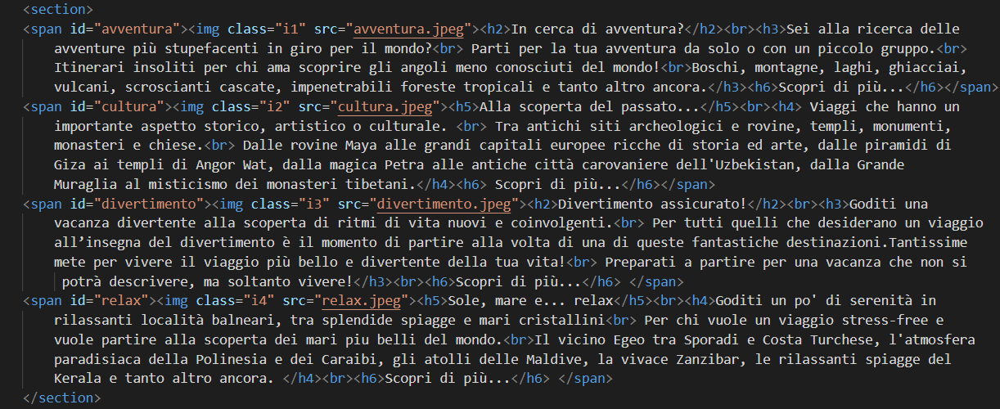 <section>
<span id="avventura"><img class="i1" src="avventura.jpeg"><h2>In cerca di avventura?</h2><br><h3>Sei alla ricerca delle
avventure più stupefacenti in giro per il mondo?<br> Parti per la tua avventura da solo o con un piccolo gruppo.<br>
Itinerari insoliti per chi ama scoprire gli angoli meno conosciuti del mondo!<br>Boschi, montagne, laghi, ghiacciai,
vulcani, scroscianti cascate, impenetrabili foreste tropicali e tanto altro ancora.</h3><h6>Scopri di più...</h6></span>
<span id="cultura"><img class="i2" src="cultura.jpeg"><h5>Alla scoperta del passato...</h5><br><h4> Viaggi che hanno un
importante aspetto storico, artistico o culturale. <br> Tra antichi siti archeologici e rovine, templi, monumenti,
monasteri e chiese.<br> Dalle rovine Maya alle grandi capitali europee ricche di storia ed arte, dalle piramidi di
Giza ai templi di Angor Wat, dalla magica Petra alle antiche città carovaniere dell'Uzbekistan, dalla Grande
Muraglia al misticismo dei monasteri tibetani.</h4><h6> Scopri di più...</h6></span>
<span id="divertimento"><img class="i3" src="divertimento.jpeg"><h2>Divertimento assicurato!</h2><br><h3>Goditi una
vacanza divertente alla scoperta di ritmi di vita nuovi e coinvolgenti.<br> Per tutti quelli che desiderano un viaggio
all’insegna del divertimento è il momento di partire alla volta di una di queste fantastiche destinazioni.Tantissime
mete per vivere il viaggio più bello e divertente della tua vita!<br> Preparati a partire per una vacanza che non si
potrà descrivere, ma soltanto vivere!</h3><br><h6>Scopri di più...</h6> </span>
<span id="relax"><img class="i4" src="relax.jpeg"><h5>Sole, mare e... relax</h5><br><h4>Goditi un po' di serenità in
rilassanti località balneari, tra splendide spiagge e mari cristallini<br> Per chi vuole un viaggio stress-free e
vuole partire alla scoperta dei mari piu belli del mondo.<br>Il vicino Egeo tra Sporadi e Costa Turchese, l'atmosfera
paradisiaca della Polinesia e dei Caraibi, gli atolli delle Maldive, la vivace Zanzibar, le rilassanti spiagge del
Kerala e tanto altro ancora. </h4><br><h6>Scopri di più...</h6> </span>
</section>